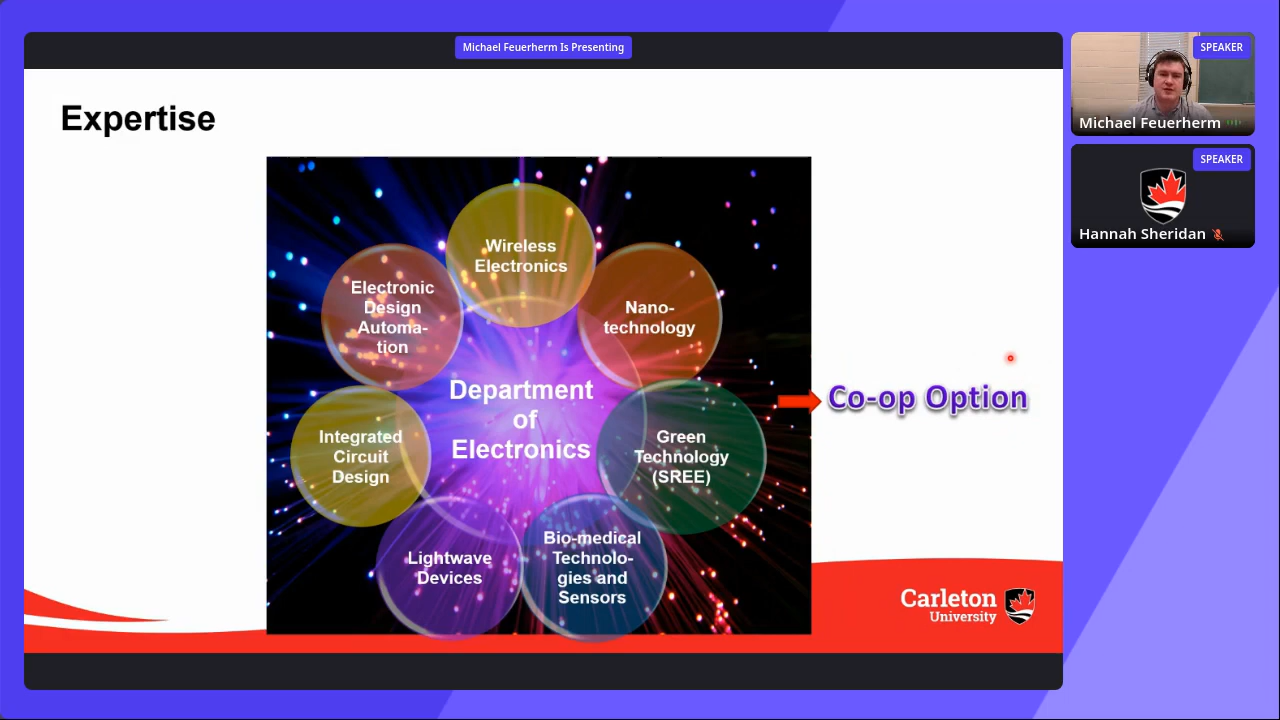 Michael Feuerherm Is Presenting
SPEAKER
Michael Feuerherm
SPEAKER
Hannah Sheridan
Expertise
Wireless
Electronics
Electronic
Design
Automa-
tion
Nano-
technology
Department
of
Electronics
Co-op Option
Integrated
Circuit
Design
Green
Technology
(SREE)
Lightwave
Devices
Bio-medical
Technolo-
gies and
Sensors
Carleton
University